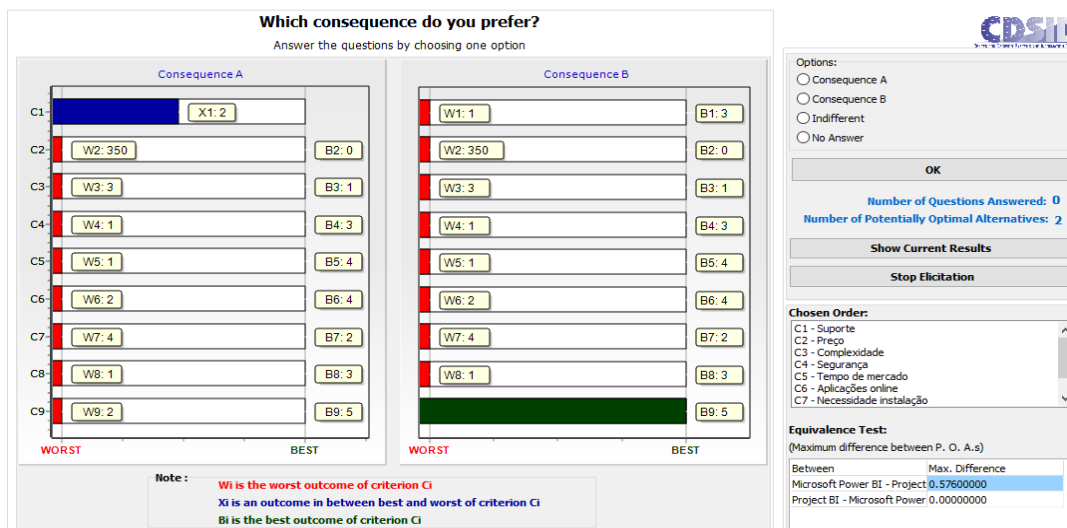 Which consequence do you prefer?
Answer the questions by choosing one option
Consequence A
C1
X1: 2
C2
W2: 350
B2: 0
C3
W3: 3
B3: 1
C4
W4: 1
B4: 3
C5
W5: 1
B5: 4
C6
W6: 2
B6: 4
C7
W7: 4
B7: 2
C8
W8: 1
B8: 3
C9
W9: 2
B9: 5
WORST
BEST
Consequence B
W1: 1
B1: 3
W2: 350
B2: 0
W3: 3
B3: 1
W4: 1
B4: 3
W5: 1
B5: 4
W6: 2
B6: 4
W7: 4
B7: 2
W8: 1
B8: 3
B9: 5
WORST
BEST
Note :
Wi is the worst outcome of criterion Ci
Xi is an outcome in between best and worst of criterion Ci
Bi is the best outcome of criterion Ci
CDSID
Options:
Consequence A
Consequence B
Indifferent
No Answer
OK
Number of Questions Answered: 0
Number of Potentially Optimal Alternatives: 2
Show Current Results
Stop Elicitation
Chosen Order:
C1 - Suporte
C2 - Preço
C3 - Complexidade
C4 - Segurança
C5 - Tempo de mercado
C6 - Aplicações online
C7 - Necessidade instalação
Equivalence Test:
(Maximum difference between P. O. A.s)
Between Max. Difference
Microsoft Power BI - Project 0.57600000
Project BI - Microsoft Power 0.00000000